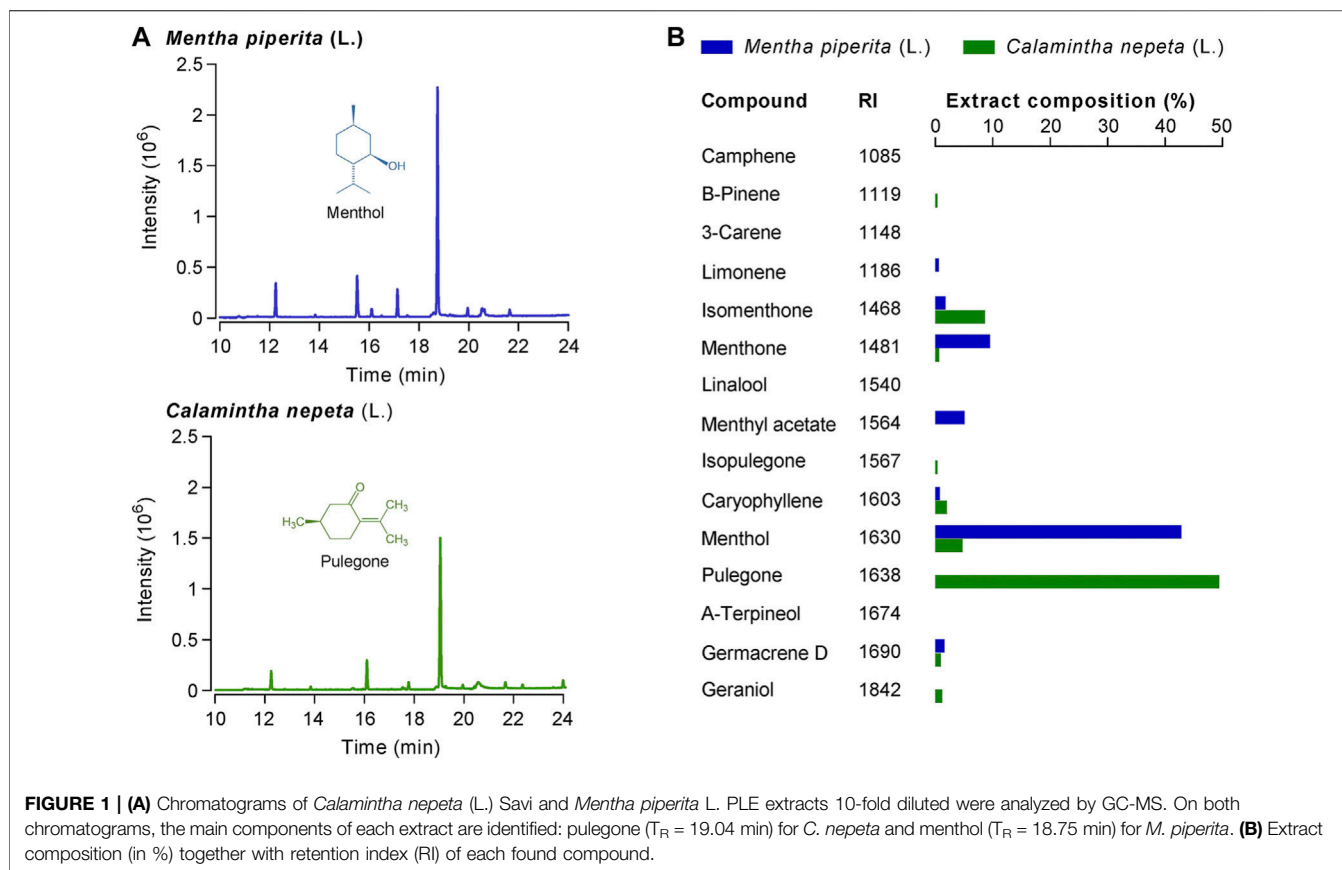 A Mentha piperita (L.)
2.5
2
1.5
1
0.5
0
Intensity (10⁶)
OH
Menthol
10 12 14 16 18 20 22 24
Time (min)
Calamintha nepeta (L.)
2.5
2
1.5
1
0.5
0
Intensity (10⁶)
O
H₃C
CH₃
CH₃
Pulegone
10 12 14 16 18 20 22 24
Time (min)
B Mentha piperita (L.) Calamintha nepeta (L.)
Compound RI Extract composition (%)
0 10 20 30 40 50
Camphene 1085
B-Pinene 1119
3-Carene 1148
Limonene 1186
Isomenthone 1468
Menthone 1481
Linalool 1540
Menthyl acetate 1564
Isopulegone 1567
Caryophyllene 1603
Menthol 1630
Pulegone 1638
A-Terpineol 1674
Germacrene D 1690
Geraniol 1842
FIGURE 1 | (A) Chromatograms of Calamintha nepeta (L.) Savi and Mentha piperita L. PLE extracts 10-fold diluted were analyzed by GC-MS. On both
chromatograms, the main components of each extract are identified: pulegone (T_R = 19.04 min) for C. nepeta and menthol (T_R = 18.75 min) for M. piperita. (B) Extract
composition (in %) together with retention index (RI) of each found compound.